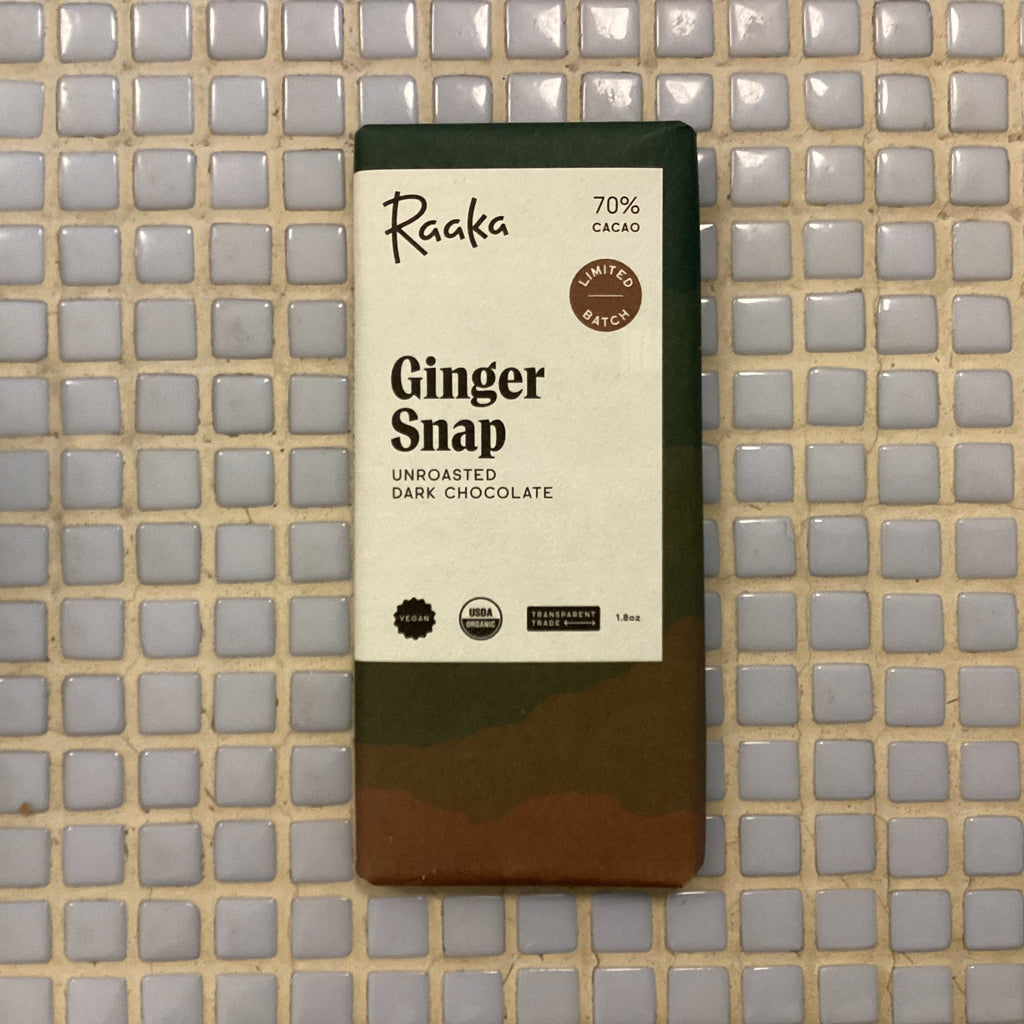 Raaka
70%
CACAO
LIMITED
BATCH
Ginger
Snap
UNROASTED
DARK CHOCOLATE
VEGAN
USDA
ORGANIC
TRANSPARENT
TRADE
1.8oz